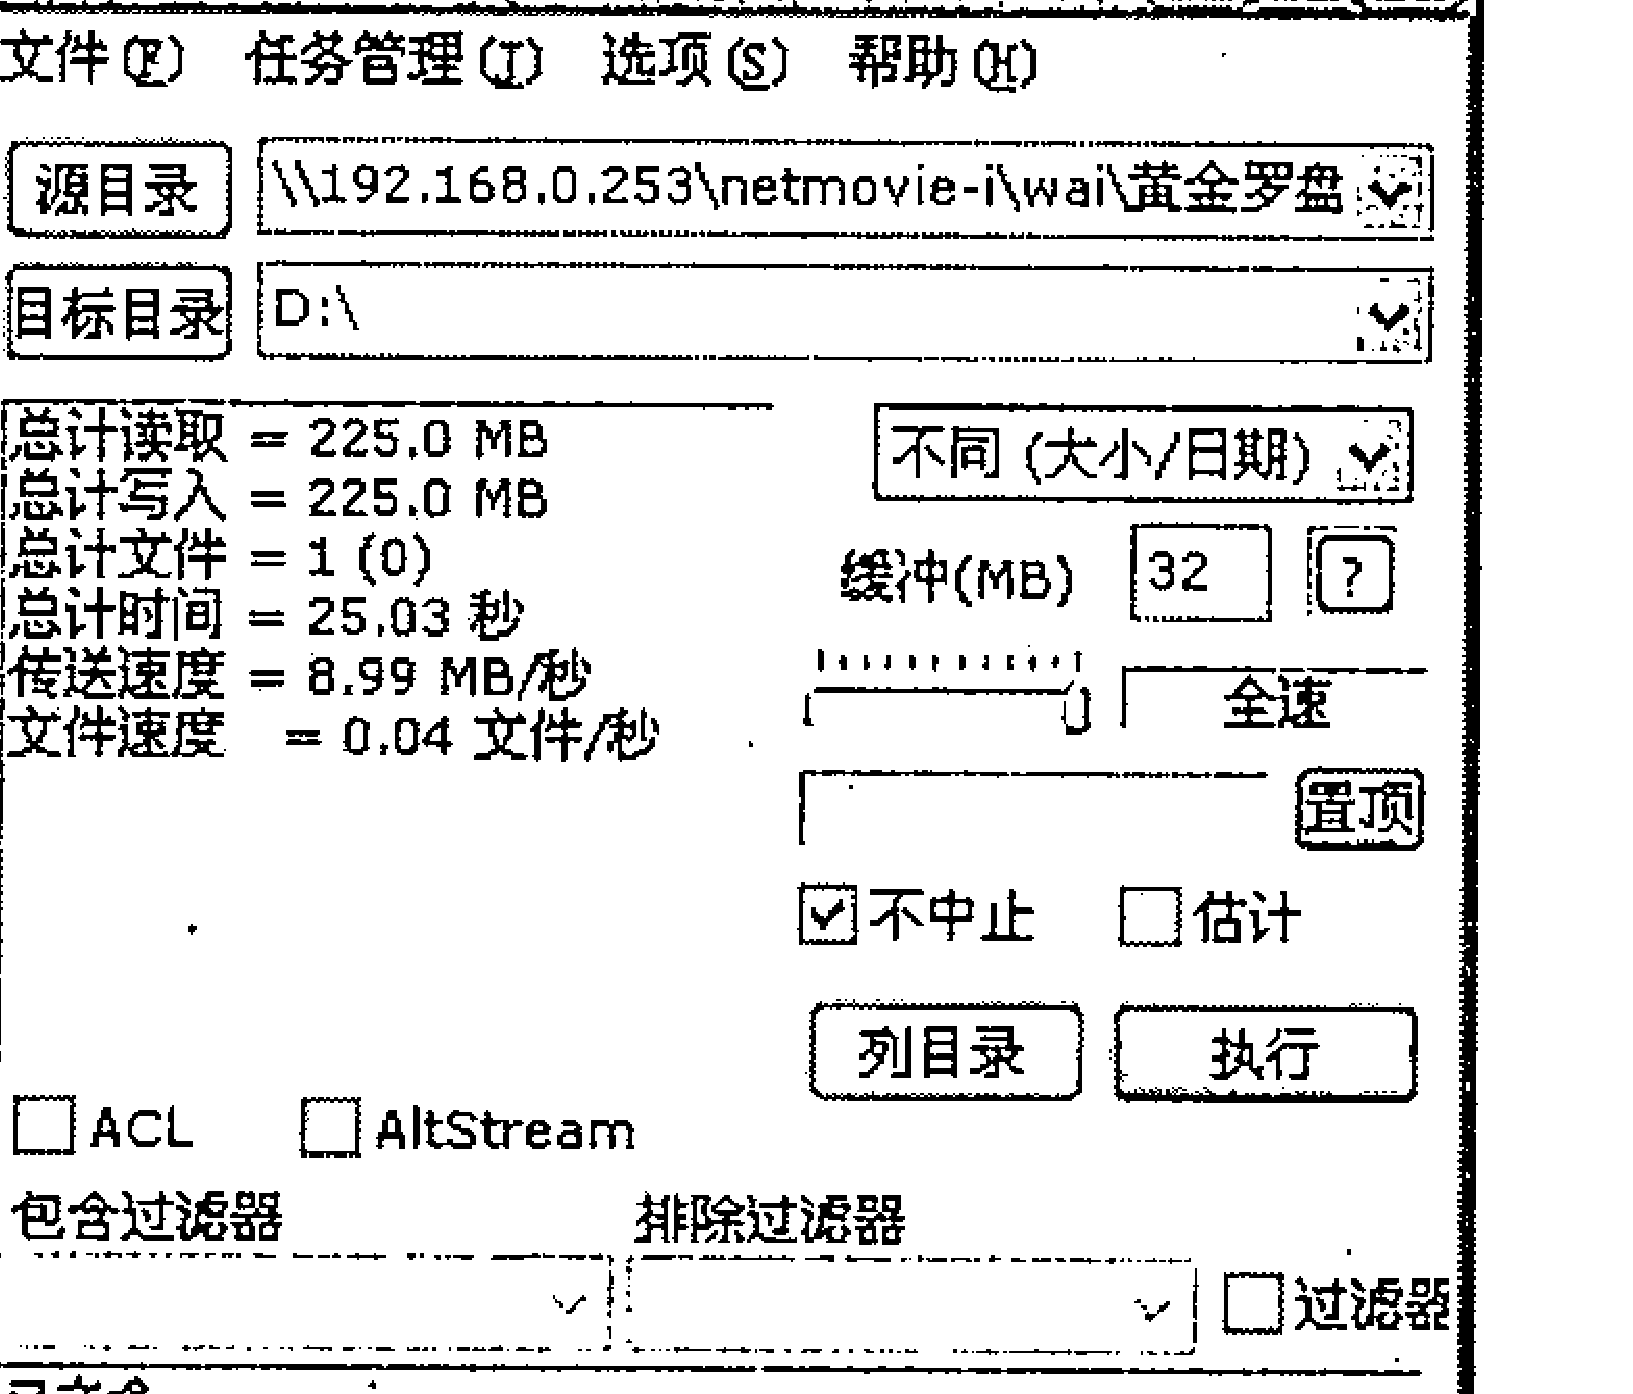 文件(F) 任务管理(T) 选项(S) 帮助(H)
源目录 \\192.168.0.253\netmovie-i\wai\黄金罗盘
目标目录 D:\
总计读取 = 225.0 MB
总计写入 = 225.0 MB
总计文件 = 1 (0)
总计时间 = 25.03 秒
传送速度 = 8.99 MB/秒
文件速度 = 0.04 文件/秒
不同 (大小/日期)
缓冲(MB) 32 ?
全速
置顶
不中止 估计
列目录 执行
ACL AltStream
包含过滤器 排除过滤器
过滤器